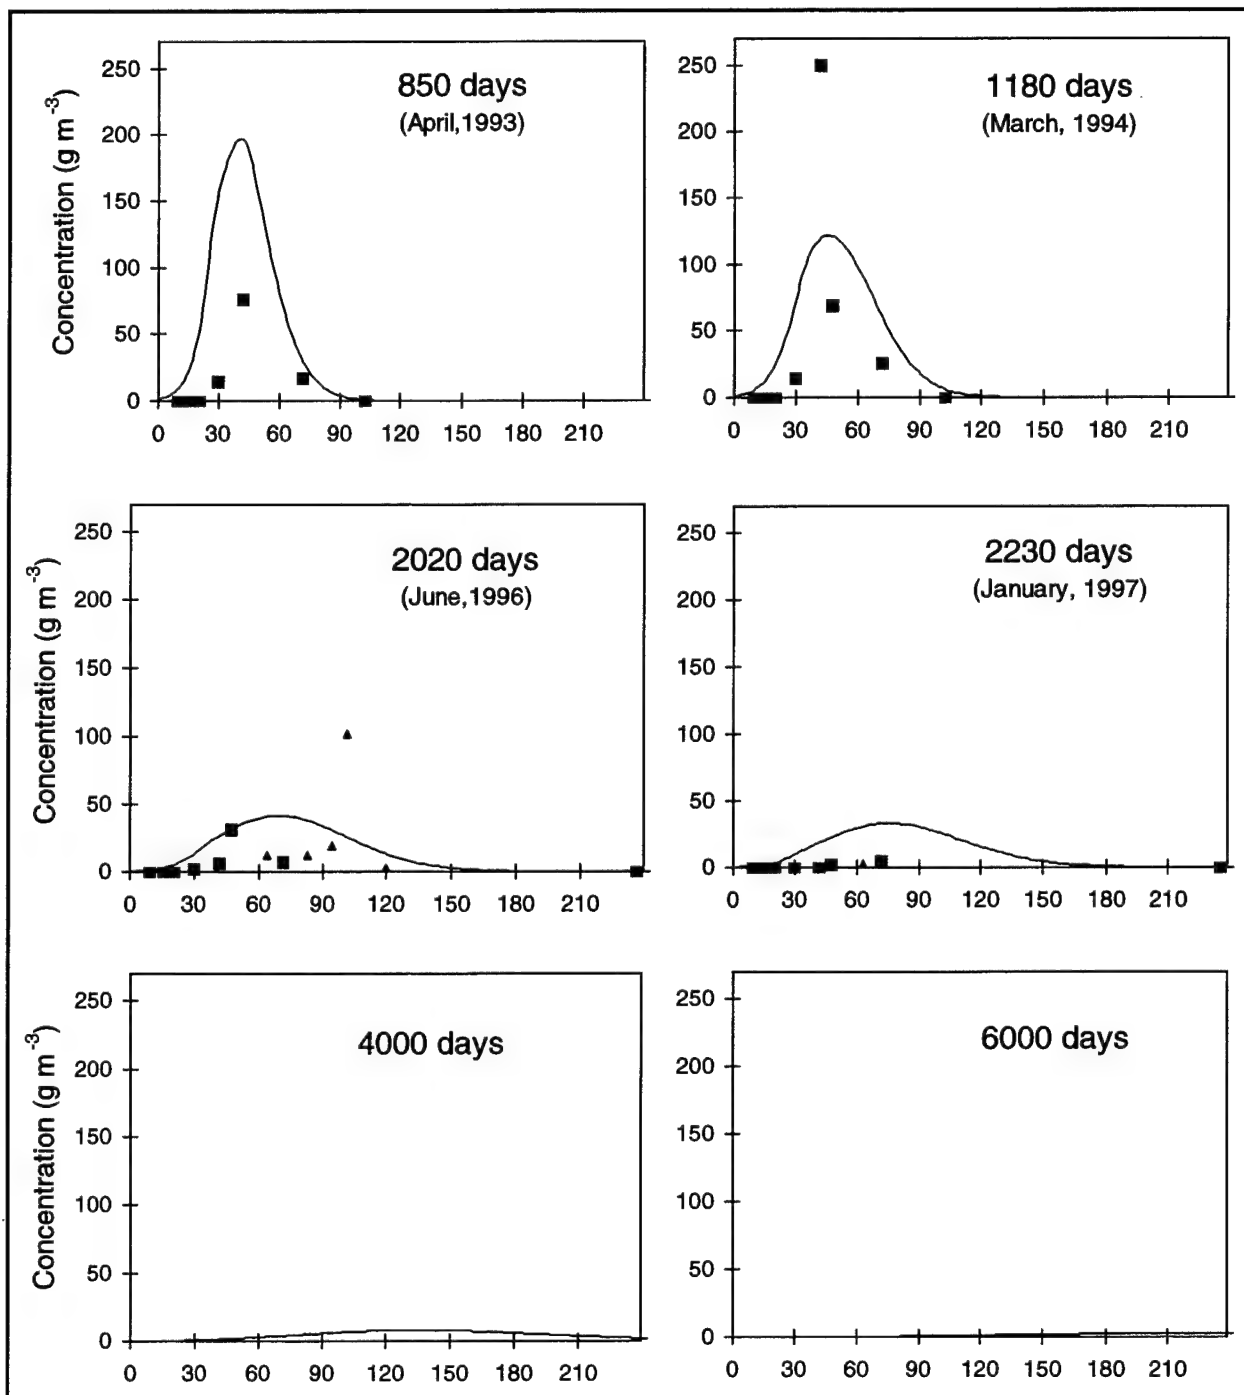 850 days
(April,1993)
Concentration (g m⁻³)
250
200
150
100
50
0
0 30 60 90 120 150 180 210
1180 days
(March, 1994)
250
200
150
100
50
0
0 30 60 90 120 150 180 210
2020 days
(June,1996)
Concentration (g m⁻³)
250
200
150
100
50
0
0 30 60 90 120 150 180 210
2230 days
(January, 1997)
250
200
150
100
50
0
0 30 60 90 120 150 180 210
4000 days
Concentration (g m⁻³)
250
200
150
100
50
0
0 30 60 90 120 150 180 210
6000 days
250
200
150
100
50
0
0 30 60 90 120 150 180 210